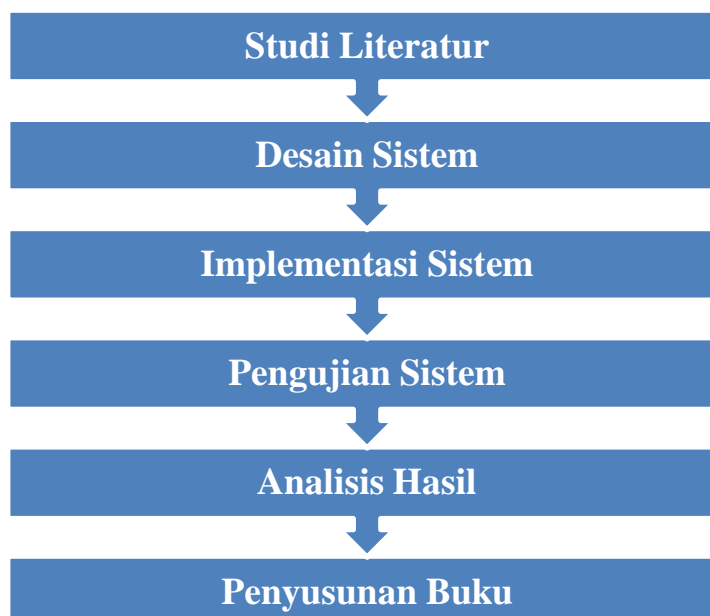 Studi Literatur
Desain Sistem
Implementasi Sistem
Pengujian Sistem
Analisis Hasil
Penyusunan Buku